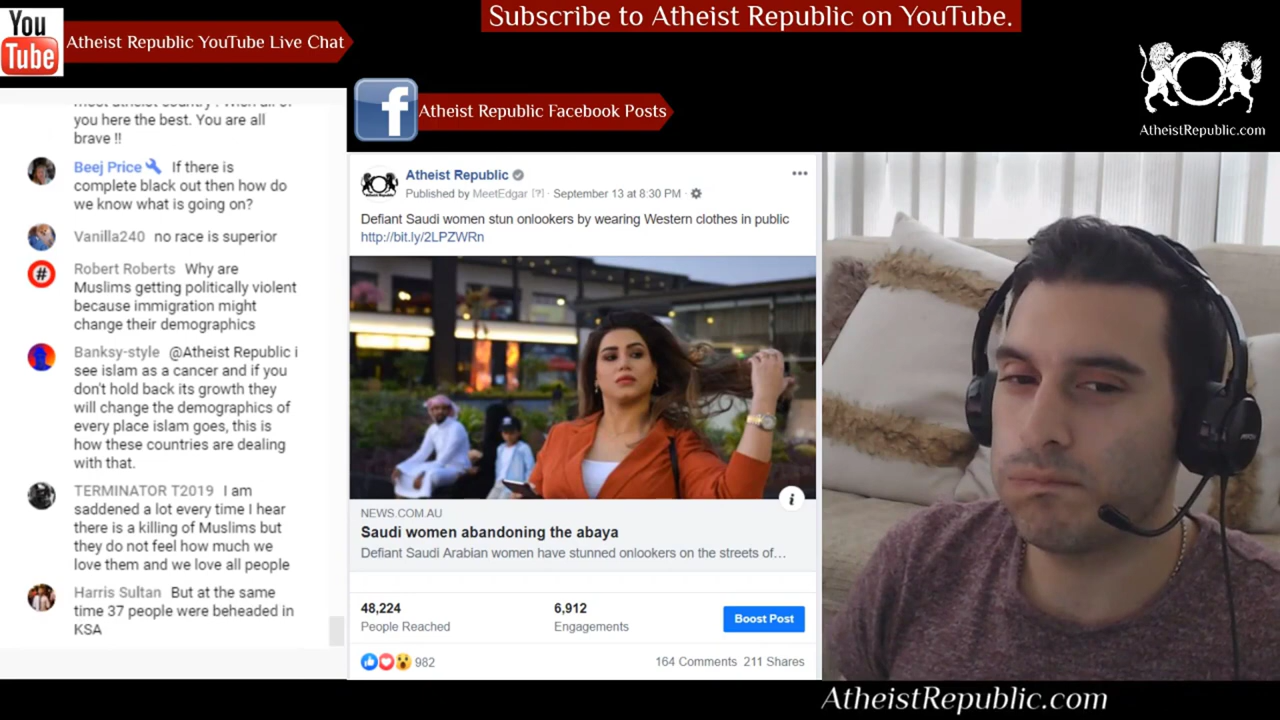 You
Tube
Atheist Republic YouTube Live Chat
Subscribe to Atheist Republic on YouTube.
AtheistRepublic.com
Atheist Republic Facebook Posts
you here the best. You are all
brave !!
Beej Price If there is
complete black out then how do
we know what is going on?
Vanilla240 no race is superior
Robert Roberts Why are
Muslims getting politically violent
because immigration might
change their demographics
Banksy-style @Atheist Republic i
see islam as a cancer and if you
don't hold back its growth they
will change the demographics of
every place islam goes, this is
how these countries are dealing
with that.
TERMINATOR T2019 I am
saddened a lot every time I hear
there is a killing of Muslims but
they do not feel how much we
love them and we love all people
Harris Sultan But at the same
time 37 people were beheaded in
KSA
Atheist Republic
Published by MeetEdgar [?] · September 13 at 8:30 PM ·
Defiant Saudi women stun onlookers by wearing Western clothes in public
http://bit.ly/2LPZWRn
NEWS.COM.AU
Saudi women abandoning the abaya
Defiant Saudi Arabian women have stunned onlookers on the streets of…
48,224 6,912
People Reached Engagements
Boost Post
982 164 Comments 211 Shares
AtheistRepublic.com